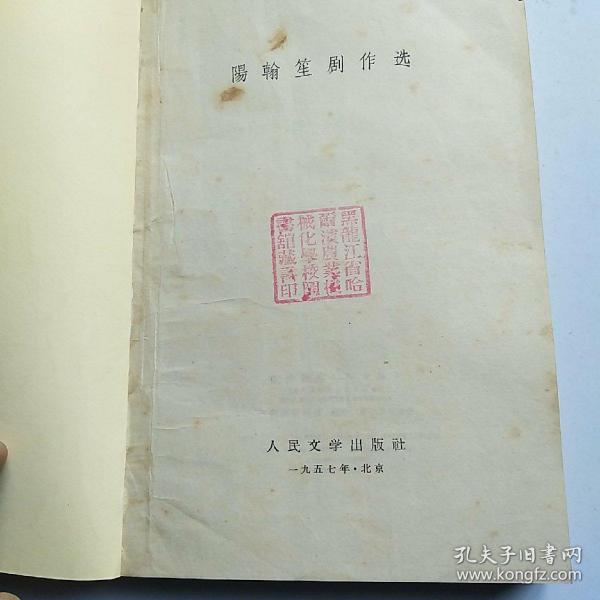 陽翰笙剧作选
黑龍江省哈
爾濱農業機
械化學校圖
書館藏書印
人民文学出版社
一九五七年·北京
孔夫子旧书网
www.kongfz.com